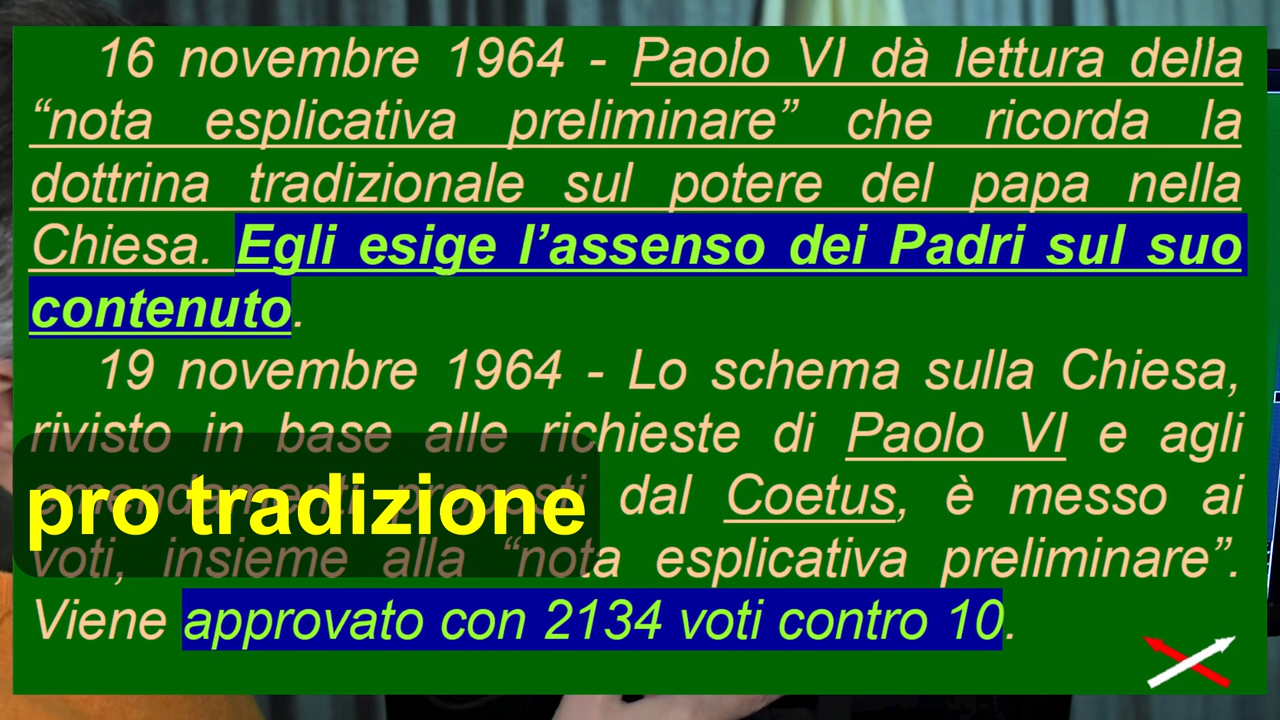 16 novembre 1964 - Paolo VI dà lettura della
“nota esplicativa preliminare” che ricorda la
dottrina tradizionale sul potere del papa nella
Chiesa. Egli esige l’assenso dei Padri sul suo
contenuto.
19 novembre 1964 - Lo schema sulla Chiesa,
rivisto in base alle richieste di Paolo VI e agli
emendamenti proposti dal Coetus, è messo ai
voti, insieme alla “nota esplicativa preliminare”.
Viene approvato con 2134 voti contro 10.
pro tradizione